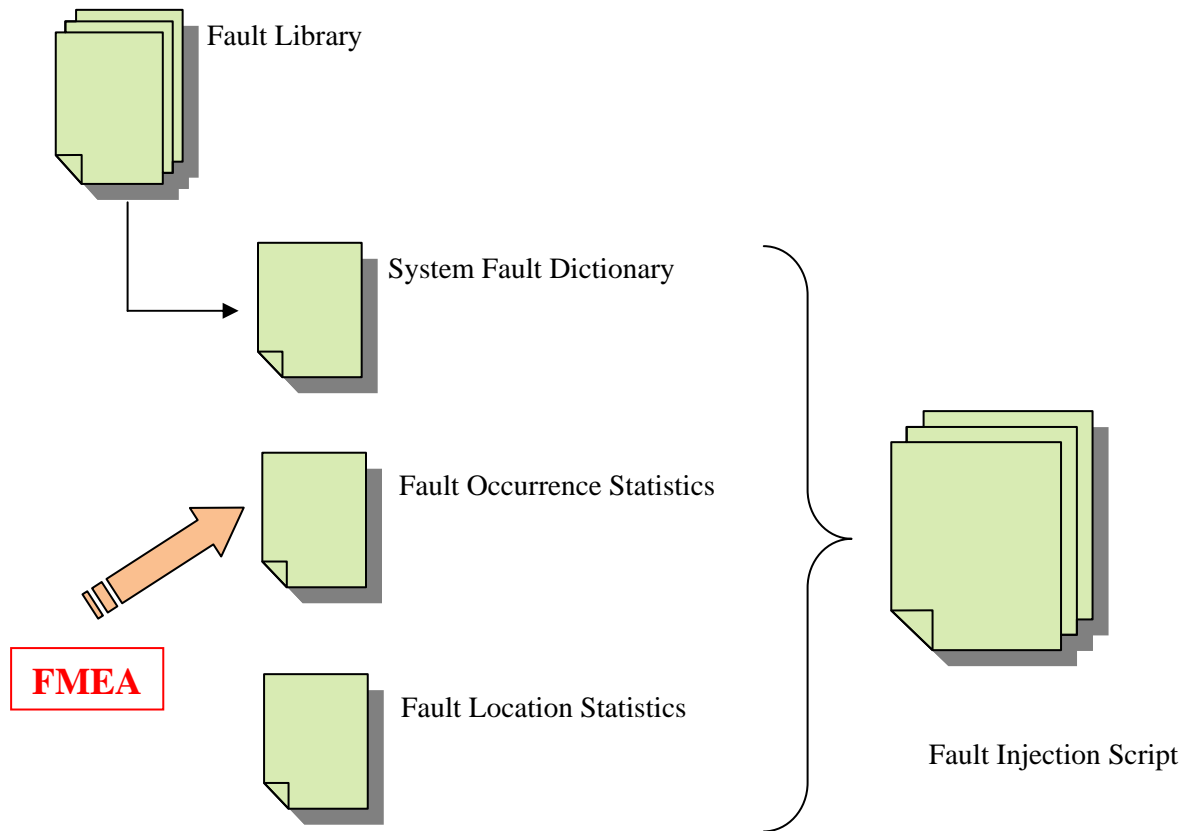 Fault Library
System Fault Dictionary
Fault Occurrence Statistics
FMEA
Fault Location Statistics
Fault Injection Script